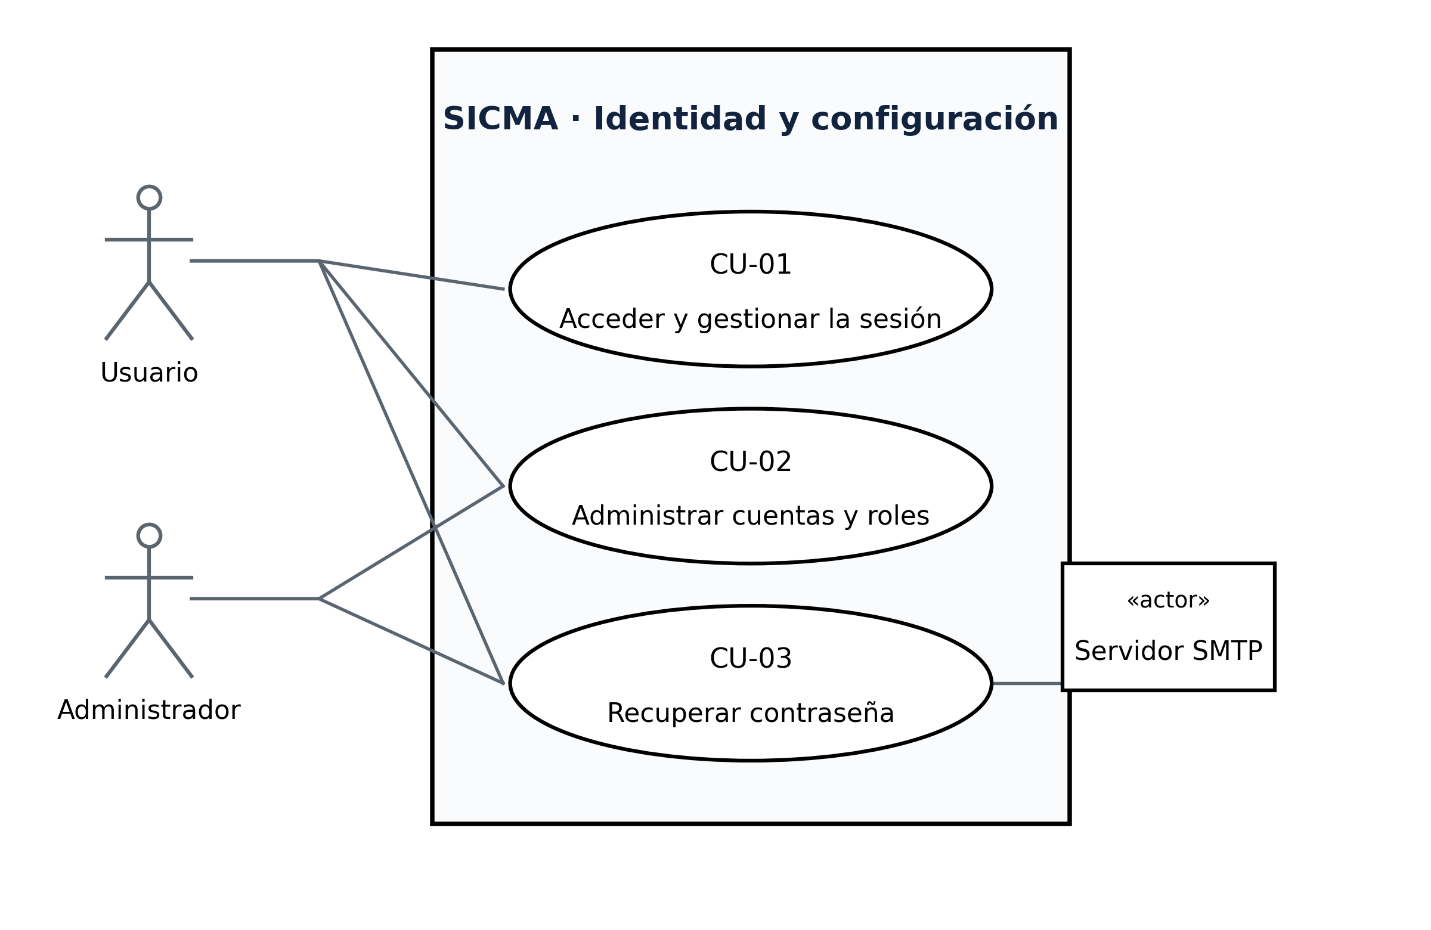 SICMA · Identidad y configuración
CU-01
Acceder y gestionar la sesión
Usuario
CU-02
Administrar cuentas y roles
«actor»
Servidor SMTP
CU-03
Recuperar contraseña
Administrador